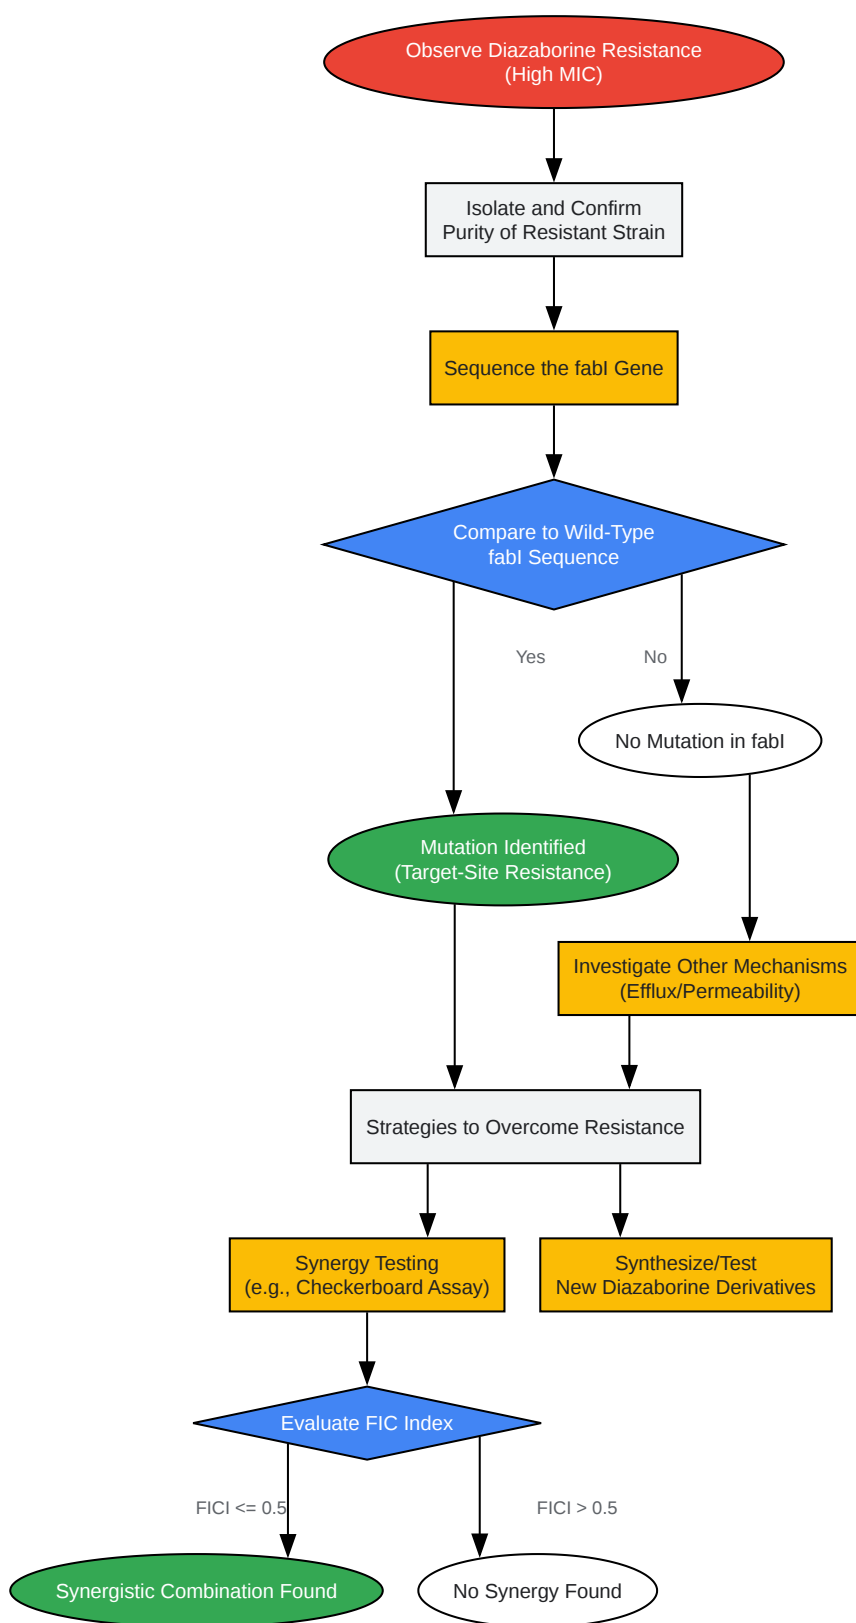 Observe Diazaborine Resistance
(High MIC)
Isolate and Confirm
Purity of Resistant Strain
Sequence the fabI Gene
Compare to Wild-Type
fabI Sequence
Yes
No
No Mutation in fabI
Mutation Identified
(Target-Site Resistance)
Investigate Other Mechanisms
(Efflux/Permeability)
Strategies to Overcome Resistance
Synergy Testing
(e.g., Checkerboard Assay)
Synthesize/Test
New Diazaborine Derivatives
Evaluate FIC Index
FICI <= 0.5
FICI > 0.5
Synergistic Combination Found
No Synergy Found